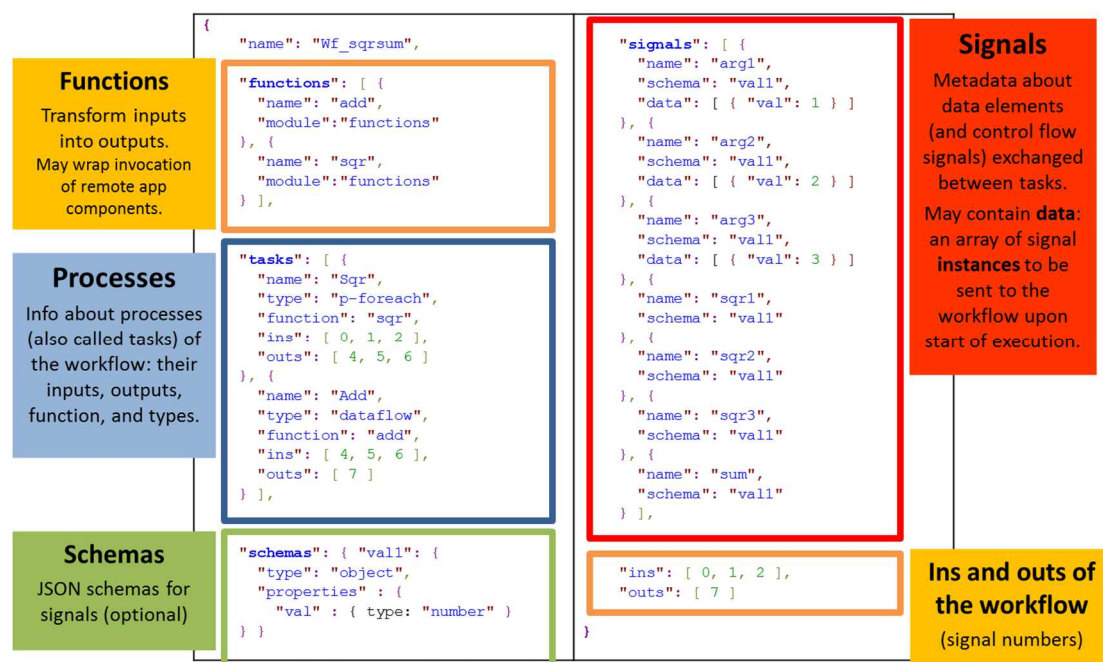 {
"name": "Wf_sqrsum",
Functions
Transform inputs
into outputs.
May wrap invocation
of remote app
components.
"functions": [ {
"name": "add",
"module":"functions"
}, {
"name": "sqr",
"module":"functions"
} ],
Processes
Info about processes
(also called tasks) of
the workflow: their
inputs, outputs,
function, and types.
"tasks": [ {
"name": "Sqr",
"type": "p-foreach",
"function": "sqr",
"ins": [ 0, 1, 2 ],
"outs": [ 4, 5, 6 ]
}, {
"name": "Add",
"type": "dataflow",
"function": "add",
"ins": [ 4, 5, 6 ],
"outs": [ 7 ]
} ],
Schemas
JSON schemas for
signals (optional)
"schemas": { "val1": {
"type": "object",
"properties" : {
"val" : { type: "number" }
} }
"signals": [ {
"name": "arg1",
"schema": "val1",
"data": [ { "val": 1 } ]
}, {
"name": "arg2",
"schema": "val1",
"data": [ { "val": 2 } ]
}, {
"name": "arg3",
"schema": "val1",
"data": [ { "val": 3 } ]
}, {
"name": "sqr1",
"schema": "val1"
}, {
"name": "sqr2",
"schema": "val1"
}, {
"name": "sqr3",
"schema": "val1"
}, {
"name": "sum",
"schema": "val1"
} ],
Signals
Metadata about
data elements
(and control flow
signals) exchanged
between tasks.
May contain data:
an array of signal
instances to be
sent to the
workflow upon
start of execution.
"ins": [ 0, 1, 2 ],
"outs": [ 7 ]
}
Ins and outs of
the workflow
(signal numbers)